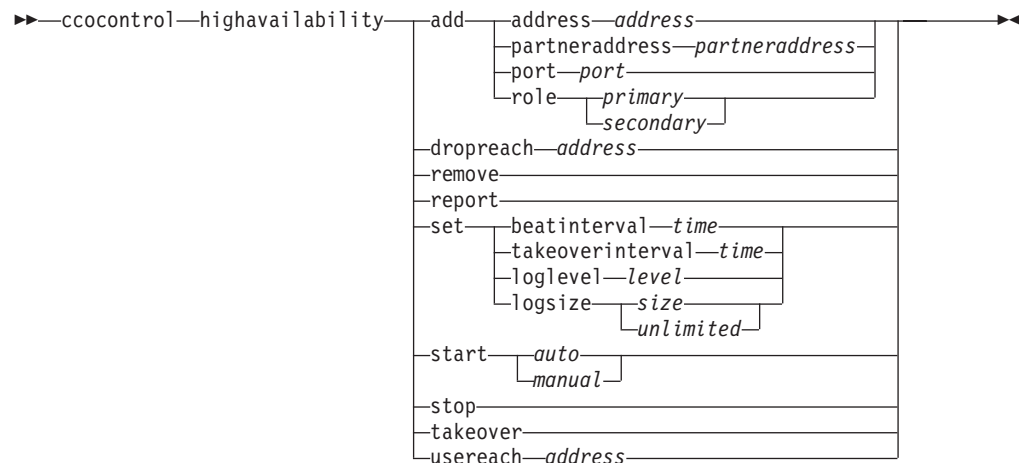 ccocontrol highavailability add address address
partneraddress partneraddress
port port
role primary
secondary
dropreach address
remove
report
set beatinterval time
takeoverinterval time
loglevel level
logsize size
unlimited
start auto
manual
stop
takeover
usereach address